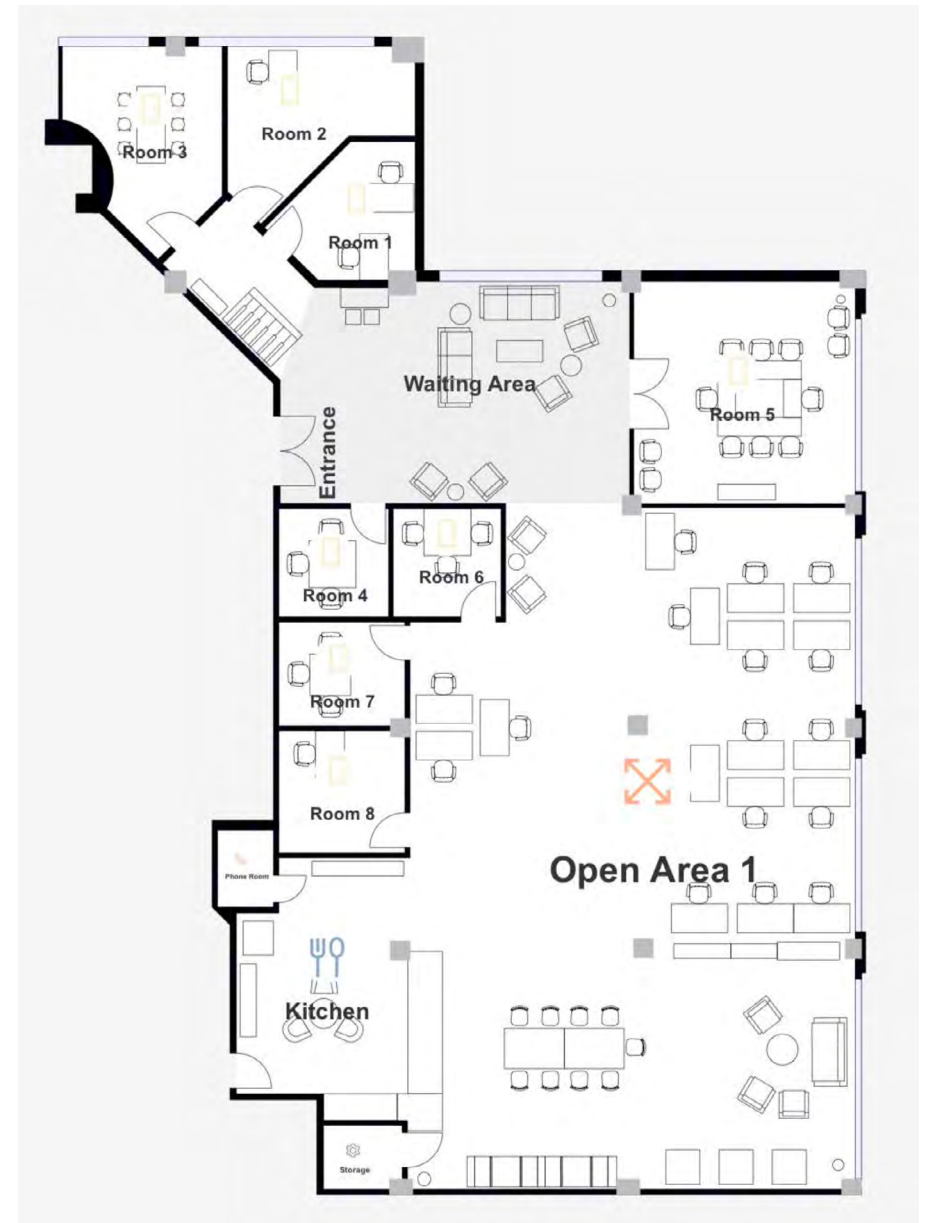 Room 2
Room 3
Room 1
Waiting Area
Entrance
Room 5
Room 6
Room 4
Room 7
Room 8
Open Area 1
Phone Room
Kitchen
Storage